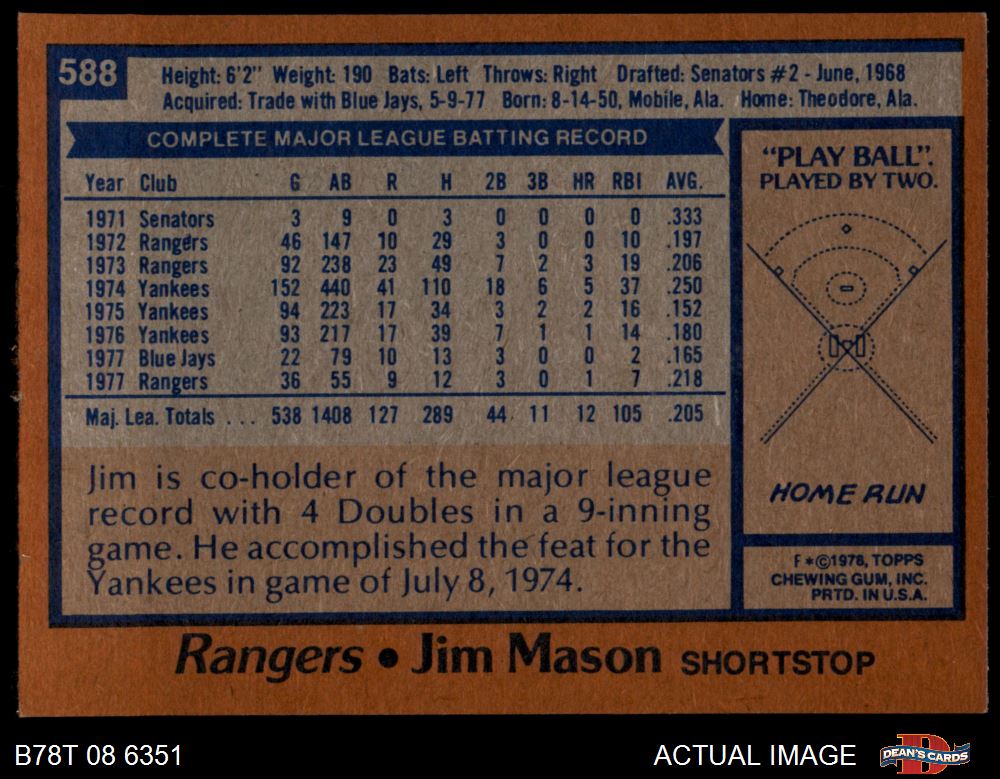 588
Height: 6'2" Weight: 190 Bats: Left Throws: Right Drafted: Senators #2 - June, 1968
Acquired: Trade with Blue Jays, 5-9-77 Born: 8-14-50, Mobile, Ala. Home: Theodore, Ala.
COMPLETE MAJOR LEAGUE BATTING RECORD
Year Club G AB R H 2B 3B HR RBI AVG.
1971 Senators 3 9 0 3 0 0 0 0 .333
1972 Rangers 46 147 10 29 3 0 0 10 .197
1973 Rangers 92 238 23 49 7 2 3 19 .206
1974 Yankees 152 440 41 110 18 6 5 37 .250
1975 Yankees 94 223 17 34 3 2 2 16 .152
1976 Yankees 93 217 17 39 7 1 1 14 .180
1977 Blue Jays 22 79 10 13 3 0 0 2 .165
1977 Rangers 36 55 9 12 3 0 1 7 .218
Maj. Lea. Totals . . . 538 1408 127 289 44 11 12 105 .205
Jim is co-holder of the major league
record with 4 Doubles in a 9-inning
game. He accomplished the feat for the
Yankees in game of July 8, 1974.
"PLAY BALL".
PLAYED BY TWO.
HOME RUN
F*©1978, TOPPS
CHEWING GUM, INC.
PRTD. IN U.S.A.
Rangers • Jim Mason SHORTSTOP
B78T 08 6351
ACTUAL IMAGE
D
DEAN'S CARDS